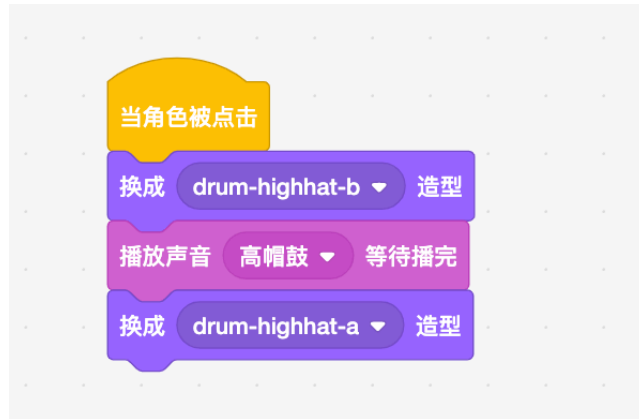 当角色被点击
换成 drum-highhat-b 造型
播放声音 高帽鼓 等待播完
换成 drum-highhat-a 造型